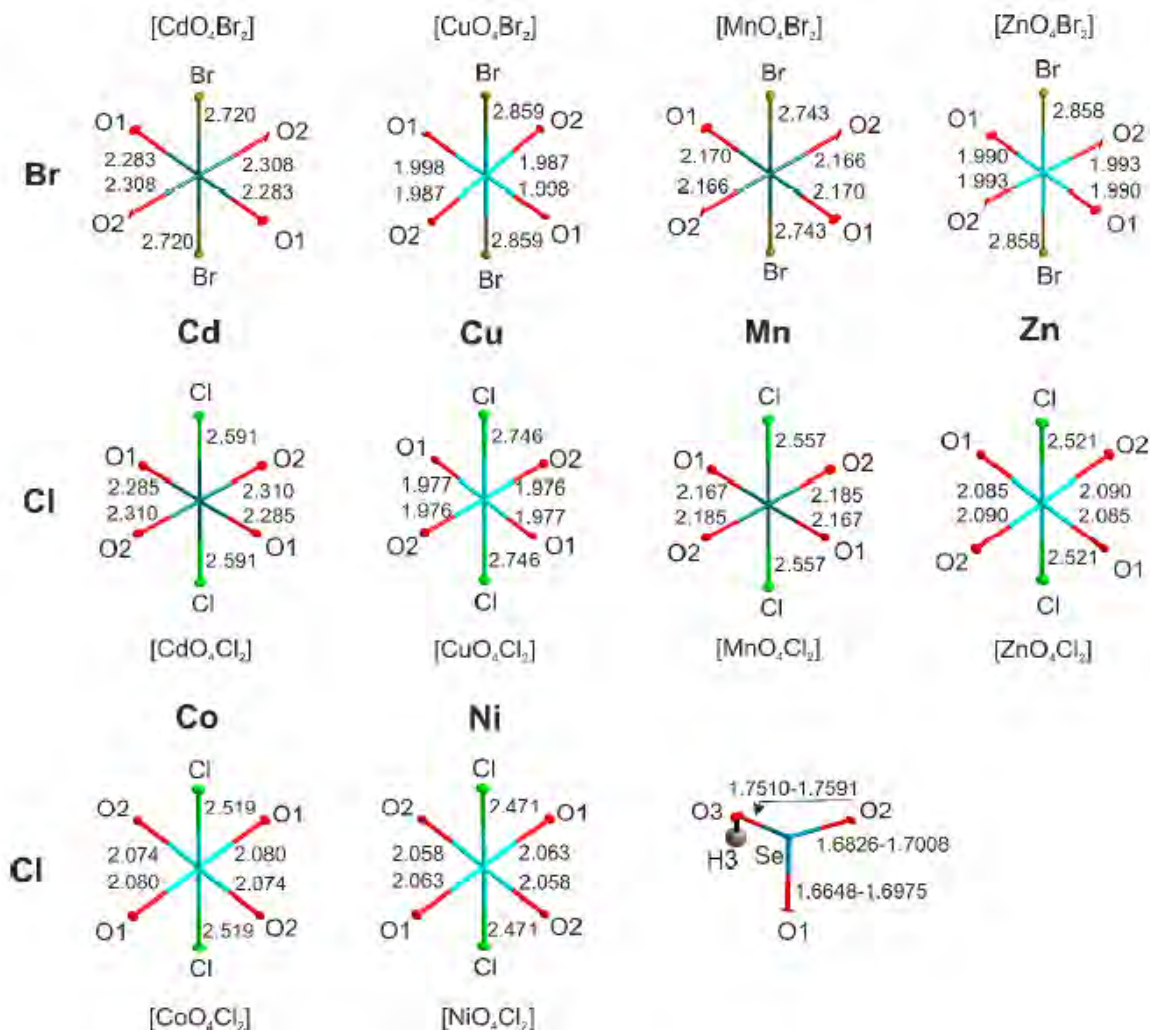 [CdO₄Br₂] [CuO₄Br₂] [MnO₄Br₂] [ZnO₄Br₂]
Br Br Br Br
2.720 2.859 2.743 2.858
O1 O2 O1 O2 O1 O2 O1 O2
Br
2.283 2.308 1.998 1.987 2.170 2.166 1.990 1.993
2.308 2.283 1.987 1.998 2.166 2.170 1.993 1.990
O2 O1 O2 O1 O2 O1 O2 O1
2.720 2.859 2.743 2.858
Br Br Br Br
Cd Cu Mn Zn
Cl Cl Cl Cl
2.591 2.746 2.557 2.521
O1 O2 O1 O2 O1 O2 O1 O2
Cl
2.285 2.310 1.977 1.976 2.167 2.185 2.085 2.090
2.310 2.285 1.976 1.977 2.185 2.167 2.090 2.085
O2 O1 O2 O1 O2 O1 O2 O1
2.591 2.746 2.557 2.521
Cl Cl Cl Cl
[CdO₄Cl₂] [CuO₄Cl₂] [MnO₄Cl₂] [ZnO₄Cl₂]
Co Ni
Cl Cl
2.519 2.471 1.7510-1.7591
O2 O1 O2 O1 O3 O2
2.074 2.080 2.058 2.063 H3 Se 1.6826-1.7008
Cl
2.080 2.074 2.063 2.058 1.6648-1.6975
O1 O2 O1 O2 O1
2.519 2.471
Cl Cl
[CoO₄Cl₂] [NiO₄Cl₂]